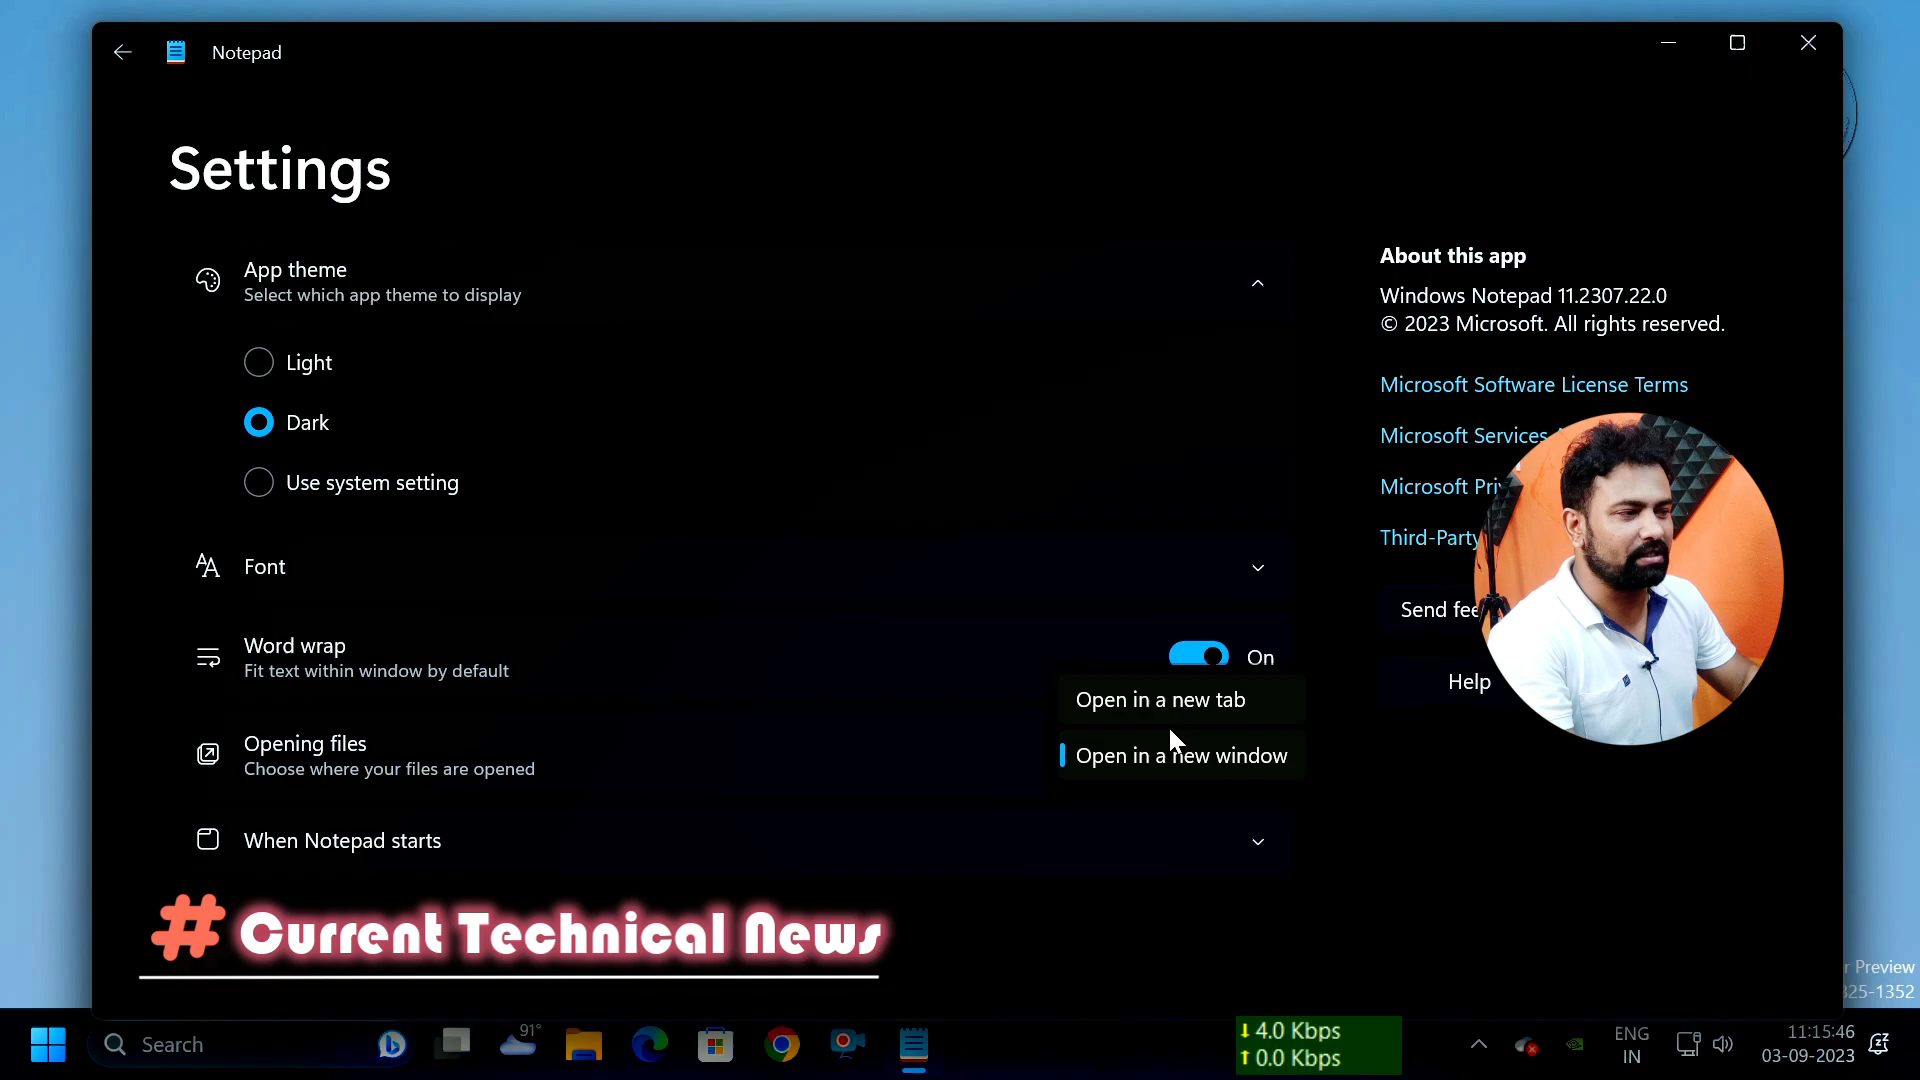 Notepad
Settings
App theme
Select which app theme to display
Light
Dark
Use system setting
Font
Word wrap
Fit text within window by default
On
Open in a new tab
Opening files
Choose where your files are opened
Open in a new window
When Notepad starts
About this app
Windows Notepad 11.2307.22.0
© 2023 Microsoft. All rights reserved.
Microsoft Software License Terms
Microsoft Services
Microsoft
Third-Party
Send
Help
# Current Technical News
Preview
25-1352
Search
91°
4.0 Kbps
0.0 Kbps
ENG
IN
11:15:46
03-09-2023